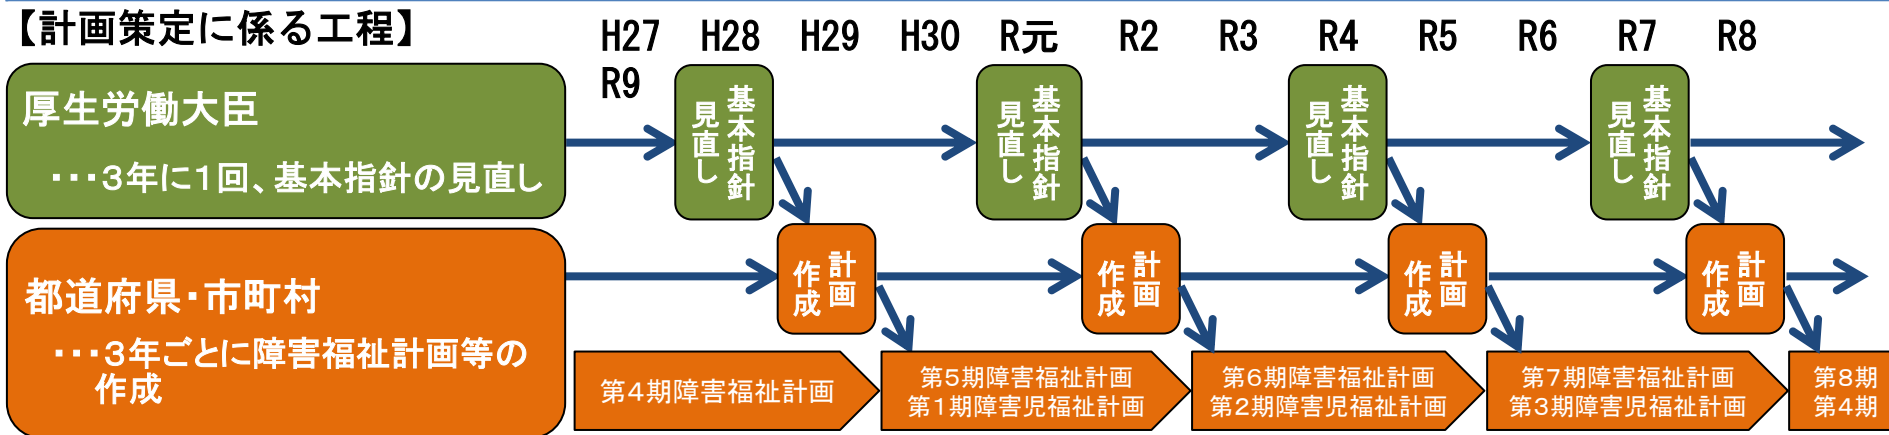 【計画策定に係る工程】
H27 H28 H29 H30 R元 R2 R3 R4 R5 R6 R7 R8
R9
厚生労働大臣
・・・３年に１回、基本指針の見直し
基本指針
見直し
基本指針
見直し
基本指針
見直し
基本指針
見直し
都道府県・市町村
・・・３年ごとに障害福祉計画等の
作成
計画
作成
計画
作成
計画
作成
計画
作成
第４期障害福祉計画
第５期障害福祉計画
第１期障害児福祉計画
第６期障害福祉計画
第２期障害児福祉計画
第７期障害福祉計画
第３期障害児福祉計画
第８期
第４期